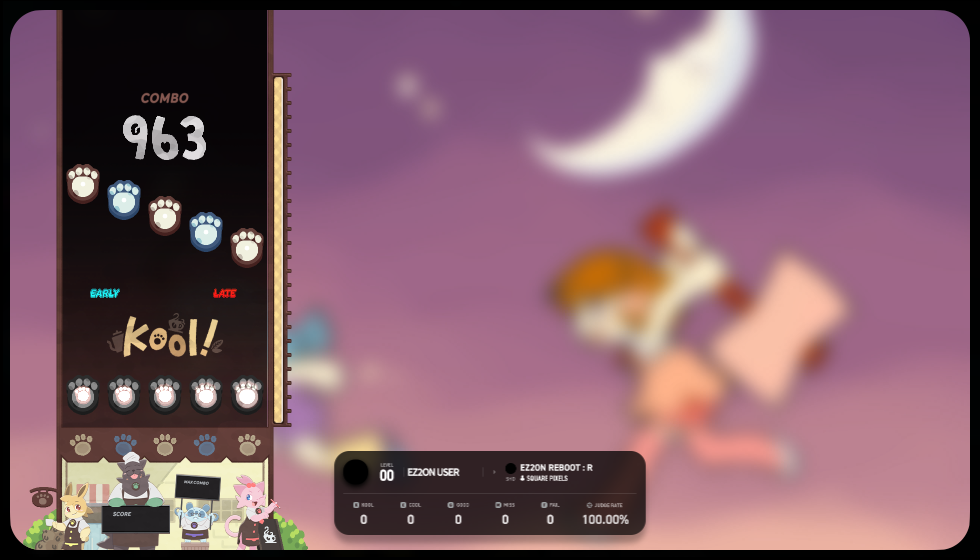 COMBO
963
EARLY LATE
Kool!
MAX COMBO
SCORE
LEVEL
00 EZ2ON USER
EZ2ON REBOOT : R
SHD SQUARE PIXELS
KOOL COOL GOOD MISS FAIL JUDGE RATE
0 0 0 0 0 100.00%